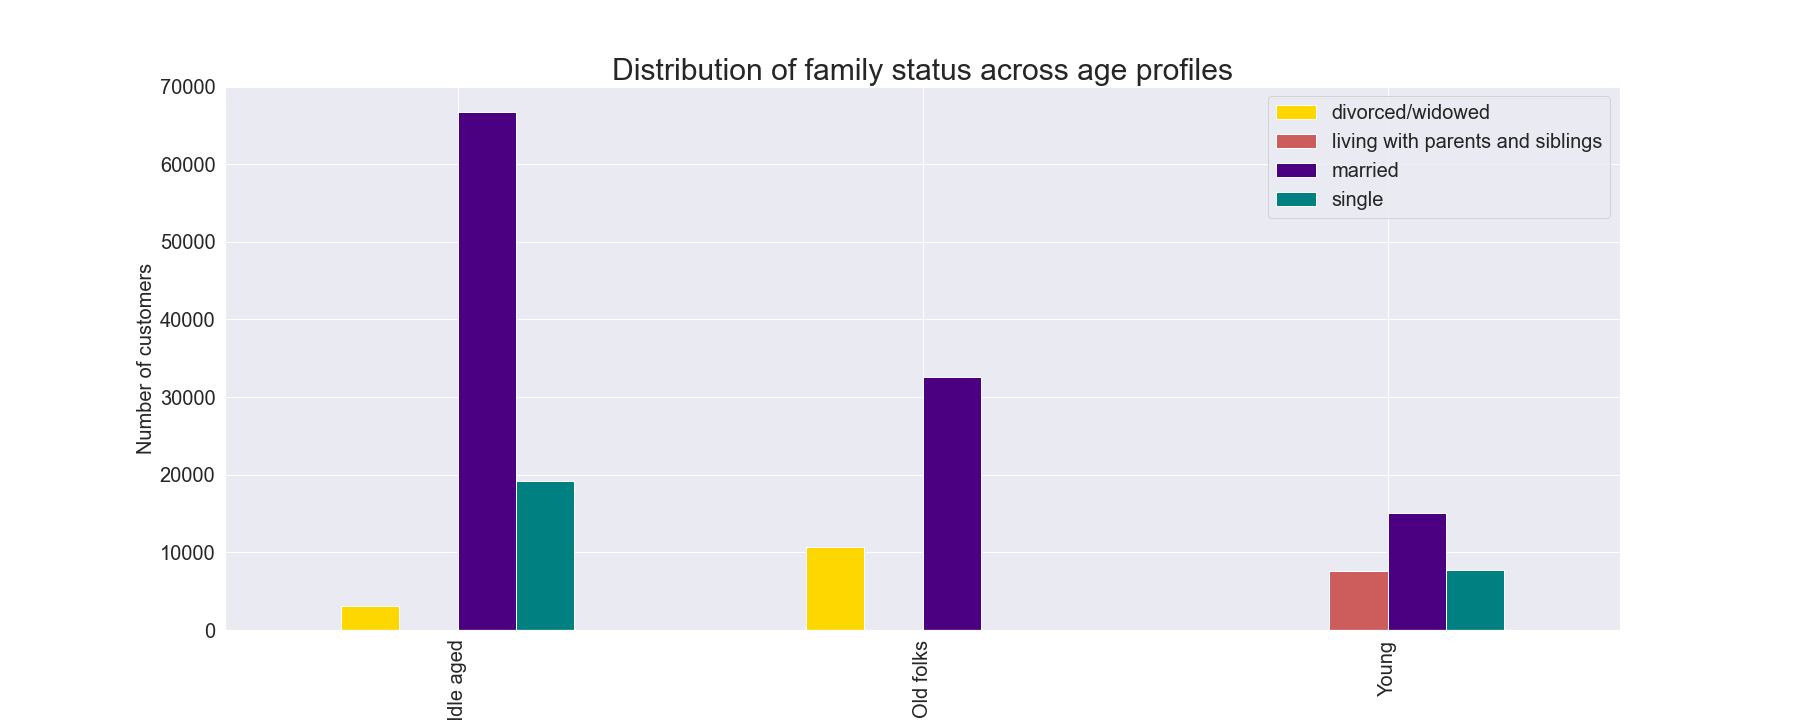 Distribution of family status across age profiles
70000
60000
50000
40000
30000
20000
10000
0
Number of customers
divorced/widowed
living with parents and siblings
married
single
aged
Old folks
Young